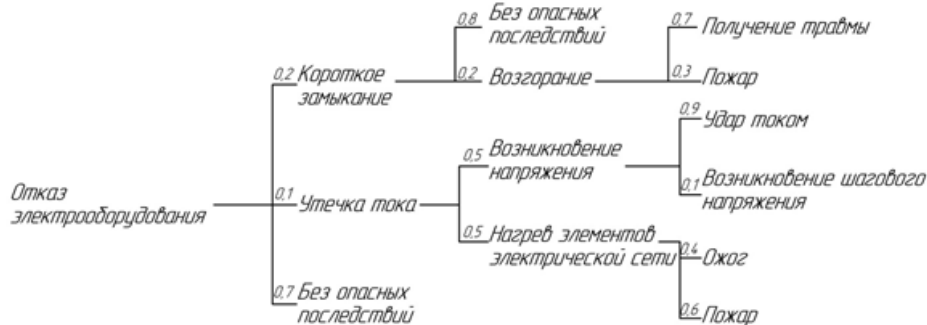 0,8 Без опасных
последствий
0,7 Получение травмы
0,2 Короткое
замыкание
0,2 Возгорание
0,3 Пожар
0,9 Удар током
0,5 Возникновение
напряжения
0,1 Возникновение шагового
напряжения
Отказ
электрооборудования
0,1 Утечка тока
0,5 Нагрев элементов
электрической сети
0,4 Ожог
0,7 Без опасных
последствий
0,6 Пожар